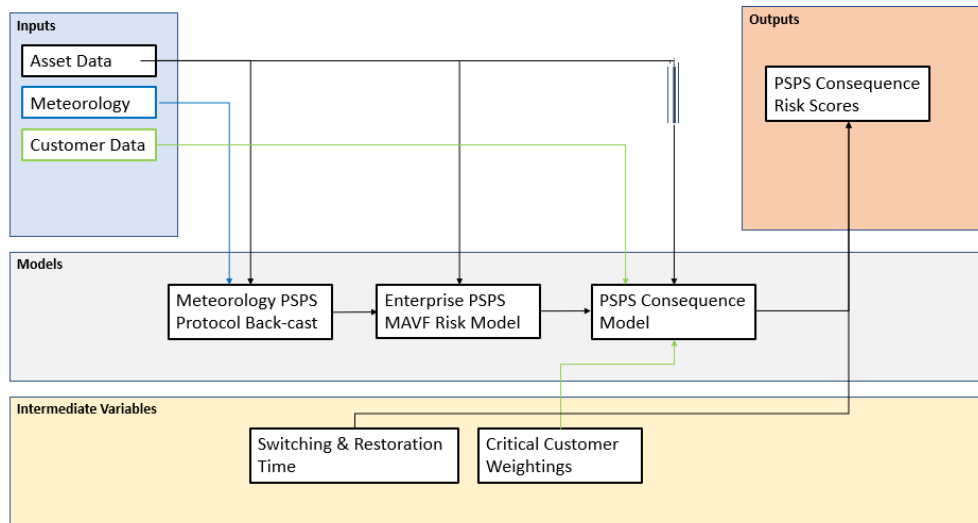 Inputs
Asset Data
Meteorology
Customer Data
Outputs
PSPS Consequence
Risk Scores
Models
Meteorology PSPS
Protocol Back-cast
Enterprise PSPS
MAVF Risk Model
PSPS Consequence
Model
Intermediate Variables
Switching & Restoration
Time
Critical Customer
Weightings